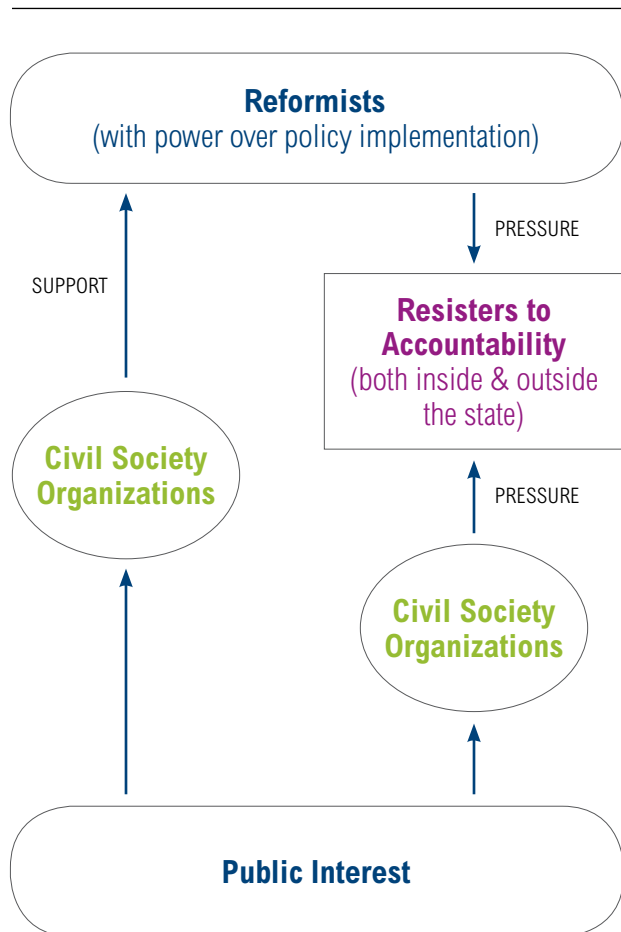 Reformists
(with power over policy implementation)
PRESSURE
SUPPORT
Resisters to
Accountability
(both inside & outside
the state)
Civil Society
Organizations
PRESSURE
Civil Society
Organizations
Public Interest